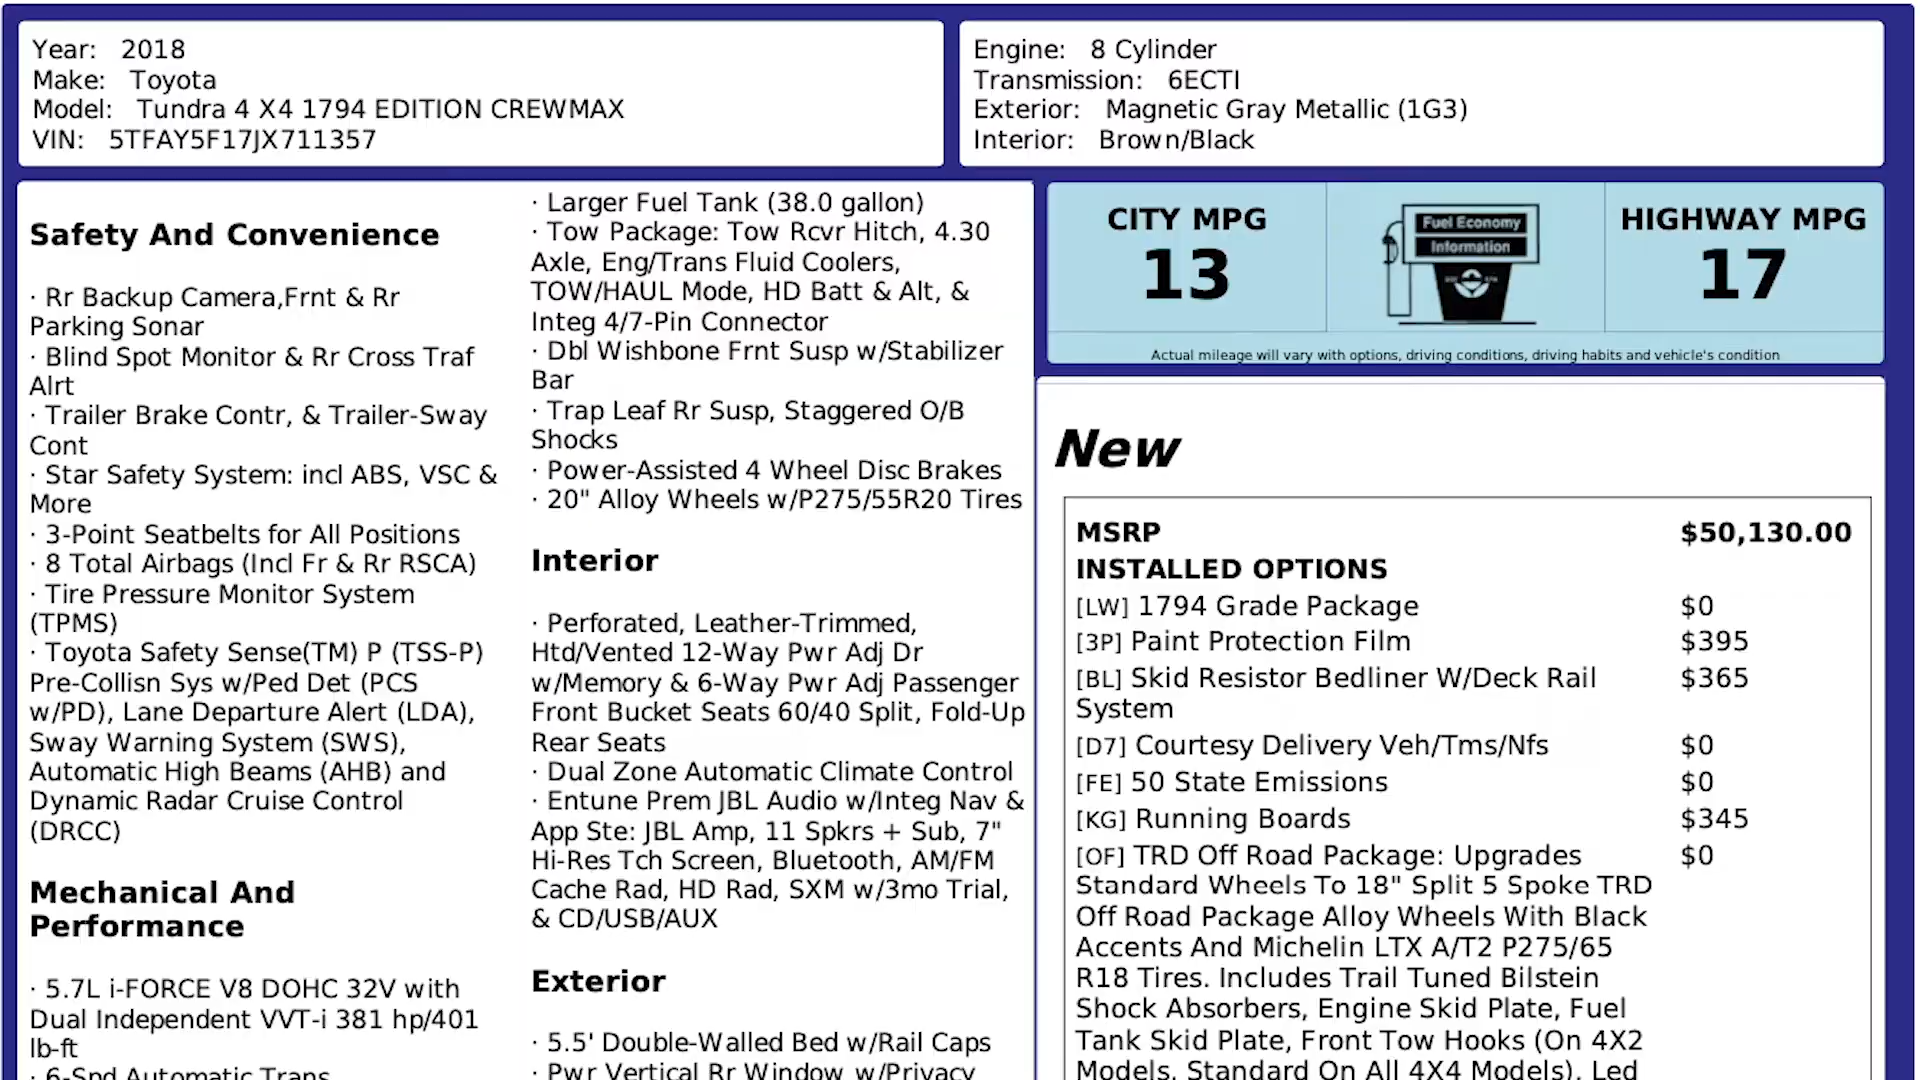 Year: 2018
Make: Toyota
Model: Tundra 4 X4 1794 EDITION CREWMAX
VIN: 5TFAY5F17JX711357
Engine: 8 Cylinder
Transmission: 6ECTI
Exterior: Magnetic Gray Metallic (1G3)
Interior: Brown/Black
Safety And Convenience
· Rr Backup Camera,Frnt & Rr
Parking Sonar
· Blind Spot Monitor & Rr Cross Traf
Alrt
· Trailer Brake Contr, & Trailer-Sway
Cont
· Star Safety System: incl ABS, VSC &
More
· 3-Point Seatbelts for All Positions
· 8 Total Airbags (Incl Fr & Rr RSCA)
· Tire Pressure Monitor System
(TPMS)
· Toyota Safety Sense(TM) P (TSS-P)
Pre-Collisn Sys w/Ped Det (PCS
w/PD), Lane Departure Alert (LDA),
Sway Warning System (SWS),
Automatic High Beams (AHB) and
Dynamic Radar Cruise Control
(DRCC)
Mechanical And
Performance
· 5.7L i-FORCE V8 DOHC 32V with
Dual Independent VVT-i 381 hp/401
lb-ft
· 6-Spd Automatic Trans
· Larger Fuel Tank (38.0 gallon)
· Tow Package: Tow Rcvr Hitch, 4.30
Axle, Eng/Trans Fluid Coolers,
TOW/HAUL Mode, HD Batt & Alt, &
Integ 4/7-Pin Connector
· Dbl Wishbone Frnt Susp w/Stabilizer
Bar
· Trap Leaf Rr Susp, Staggered O/B
Shocks
· Power-Assisted 4 Wheel Disc Brakes
· 20" Alloy Wheels w/P275/55R20 Tires
Interior
· Perforated, Leather-Trimmed,
Htd/Vented 12-Way Pwr Adj Dr
w/Memory & 6-Way Pwr Adj Passenger
Front Bucket Seats 60/40 Split, Fold-Up
Rear Seats
· Dual Zone Automatic Climate Control
· Entune Prem JBL Audio w/Integ Nav &
App Ste: JBL Amp, 11 Spkrs + Sub, 7"
Hi-Res Tch Screen, Bluetooth, AM/FM
Cache Rad, HD Rad, SXM w/3mo Trial,
& CD/USB/AUX
Exterior
· 5.5' Double-Walled Bed w/Rail Caps
· Pwr Vertical Rr Window w/Privacy
CITY MPG
13
Fuel Economy
Information
HIGHWAY MPG
17
Actual mileage will vary with options, driving conditions, driving habits and vehicle's condition
New
MSRP $50,130.00
INSTALLED OPTIONS
[LW] 1794 Grade Package $0
[3P] Paint Protection Film $395
[BL] Skid Resistor Bedliner W/Deck Rail $365
System
[D7] Courtesy Delivery Veh/Tms/Nfs $0
[FE] 50 State Emissions $0
[KG] Running Boards $345
[OF] TRD Off Road Package: Upgrades $0
Standard Wheels To 18" Split 5 Spoke TRD
Off Road Package Alloy Wheels With Black
Accents And Michelin LTX A/T2 P275/65
R18 Tires. Includes Trail Tuned Bilstein
Shock Absorbers, Engine Skid Plate, Fuel
Tank Skid Plate, Front Tow Hooks (On 4X2
Models, Standard On All 4X4 Models), Led